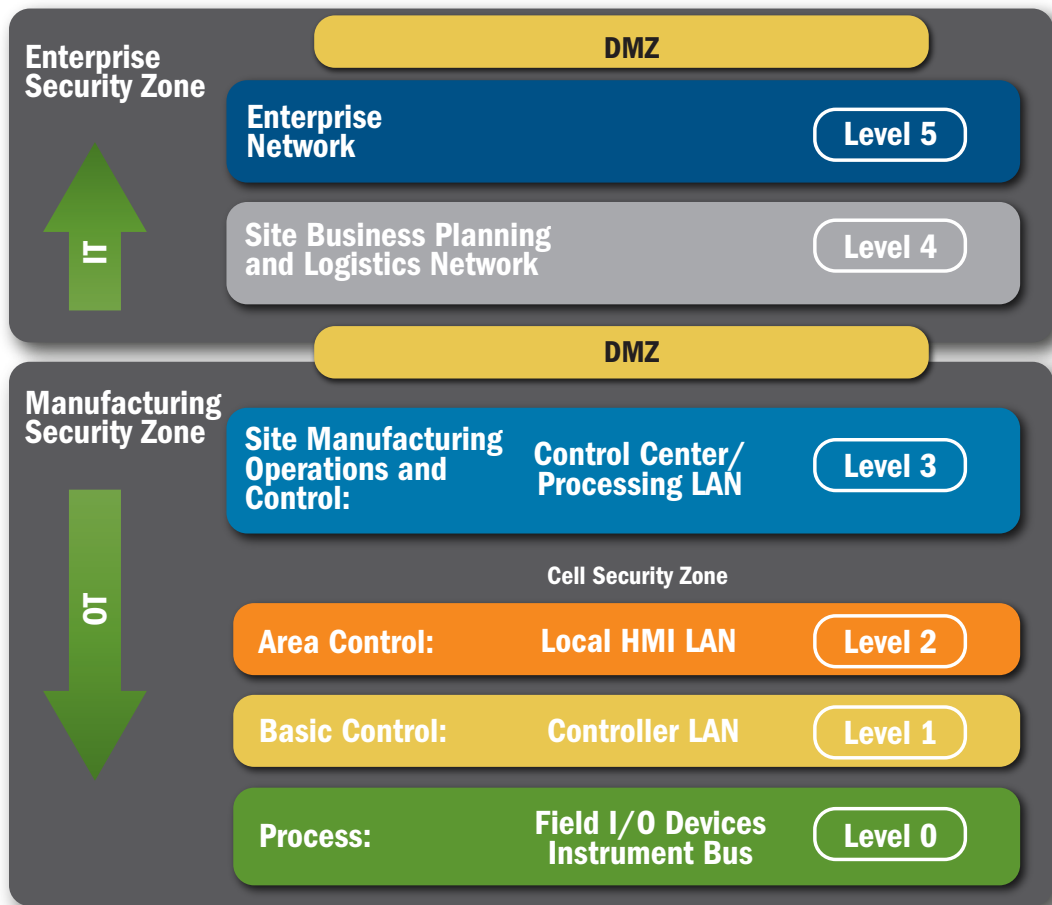 DMZ
Enterprise
Security Zone
Enterprise
Network
Level 5
IT
Site Business Planning
and Logistics Network
Level 4
DMZ
Manufacturing
Security Zone
Site Manufacturing
Operations and
Control:
Control Center/
Processing LAN
Level 3
OT
Cell Security Zone
Area Control:
Local HMI LAN
Level 2
Basic Control:
Controller LAN
Level 1
Process:
Field I/O Devices
Instrument Bus
Level 0